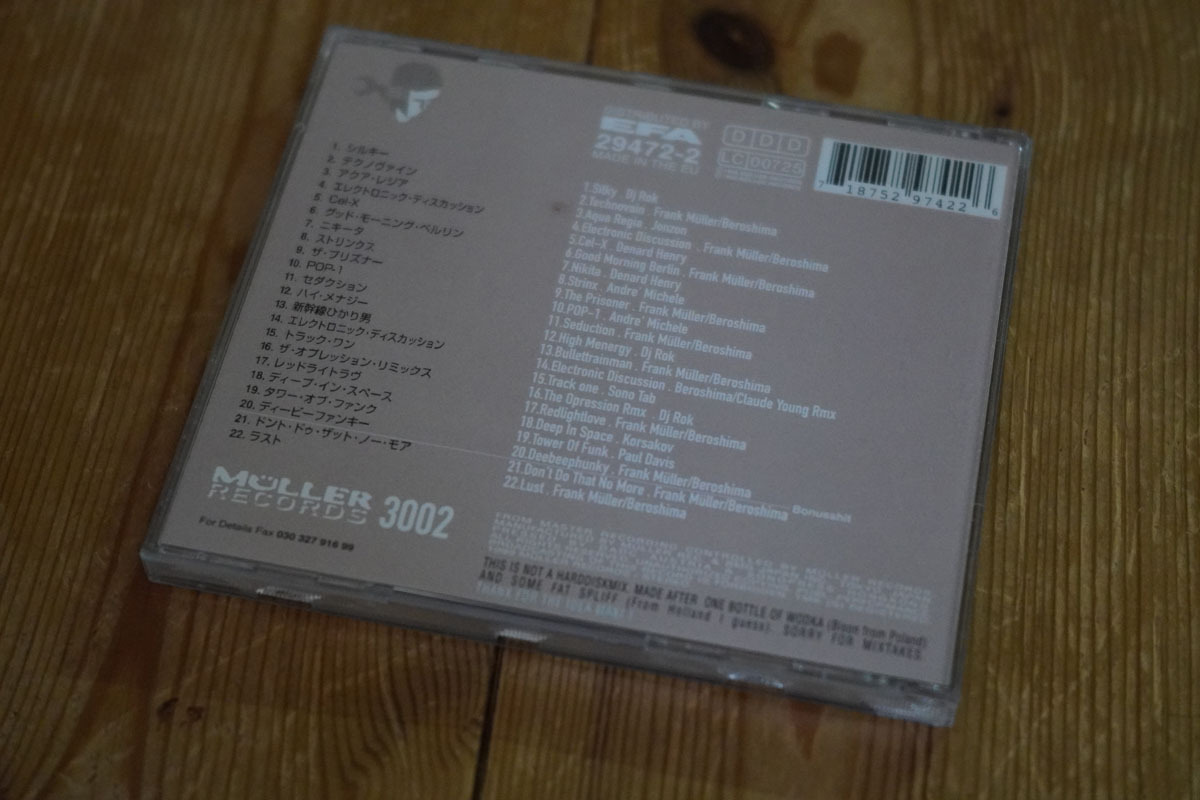 1. シルキー
2. テクノヴァイン
3. アクア・レジア
4. エレクトロニック・ディスカッション
5. Cel-X
6. グッド・モーニング・ベルリン
7. ニキータ
8. ストリンクス
9. ザ・プリズナー
10. POP-1
11. セダクション
12. ハイ・メナジー
13. 新幹線ひかり男
14. エレクトロニック・ディスカッション
15. トラック・ワン
16. ザ・オプレッション・リミックス
17. レッドライトラヴ
18. ディープ・イン・スペース
19. タワー・オブ・ファンク
20. ディービーファンキー
21. ドント・ドゥ・ザット・ノー・モア
22. ラスト
MÜLLER
RECORDS 3002
For Details Fax 030 327 916 99
DISTRIBUTED BY
EFA
29472-2
MADE IN THE EU
D D D
LC 00725
7 18752 97422 6
1.Silky . Dj Rok
2.Technovain . Frank Müller/Beroshima
3.Aqua Regia . Jonzon
4.Electronic Discussion . Frank Müller/Beroshima
5.Cel-X . Denard Henry
6.Good Morning Berlin . Frank Müller/Beroshima
7.Nikita . Denard Henry
8.Strinx . Andre´ Michele
9.The Prisoner . Frank Müller/Beroshima
10.POP-1 . Andre´ Michele
11.Seduction . Frank Müller/Beroshima
12.High Menergy . Dj Rok
13.Bullettrainman . Frank Müller/Beroshima
14.Electronic Discussion . Beroshima/Claude Young Rmx
15.Track one . Sono Tab
16.The Opression Rmx . Dj Rok
17.Redlightlove . Frank Müller/Beroshima
18.Deep In Space . Korsakov
19.Tower Of Funk . Paul Davis
20.Deebeephunky . Frank Müller/Beroshima
21.Don´t Do That No More . Frank Müller/Beroshima
22.Lust . Frank Müller/Beroshima
Bonusshit
FROM MASTER RECORDING CONTROLLED BY MÜLLER RECORDS
THIS IS NOT A HARDDISKMIX. MADE AFTER ONE BOTTLE OF WODKA (Bison from Poland)
AND SOME FAT SPLIFF (From Holland I guess). SORRY FOR MIXTAKES.